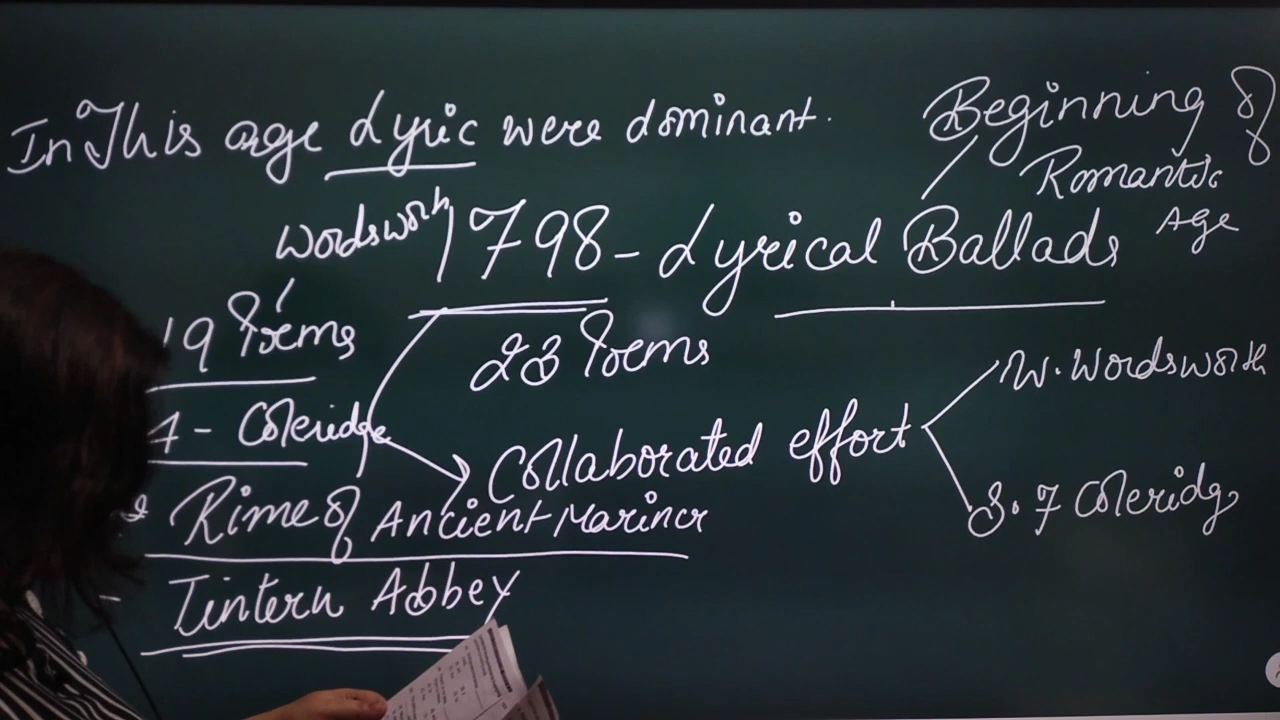 In This age Lyric were dominant.
Beginning of
Romantic
Age
Wordsworth
1798 - Lyrical Ballads
19 Poems
23 Poems
W. Wordsworth
4 - Coleridge
Collaborated effort
S. T Coleridge
Rime of Ancient Mariner
- Tintern Abbey